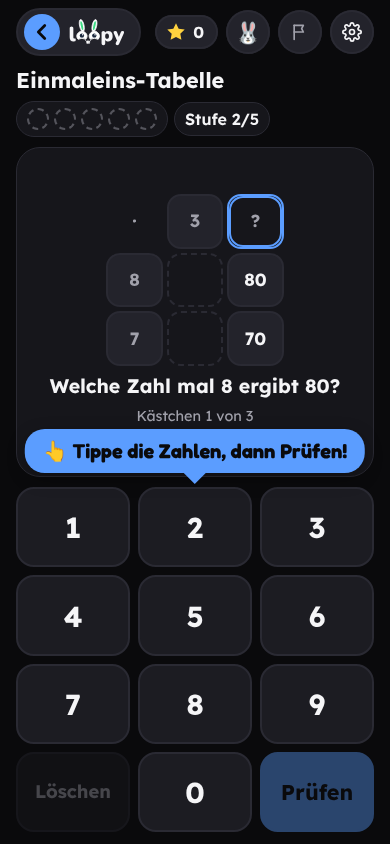 loopy
0
Einmaleins-Tabelle
Stufe 2/5
· 3 ?
8 80
7 70
Welche Zahl mal 8 ergibt 80?
Kästchen 1 von 3
👆 Tippe die Zahlen, dann Prüfen!
1 2 3
4 5 6
7 8 9
Löschen 0 Prüfen